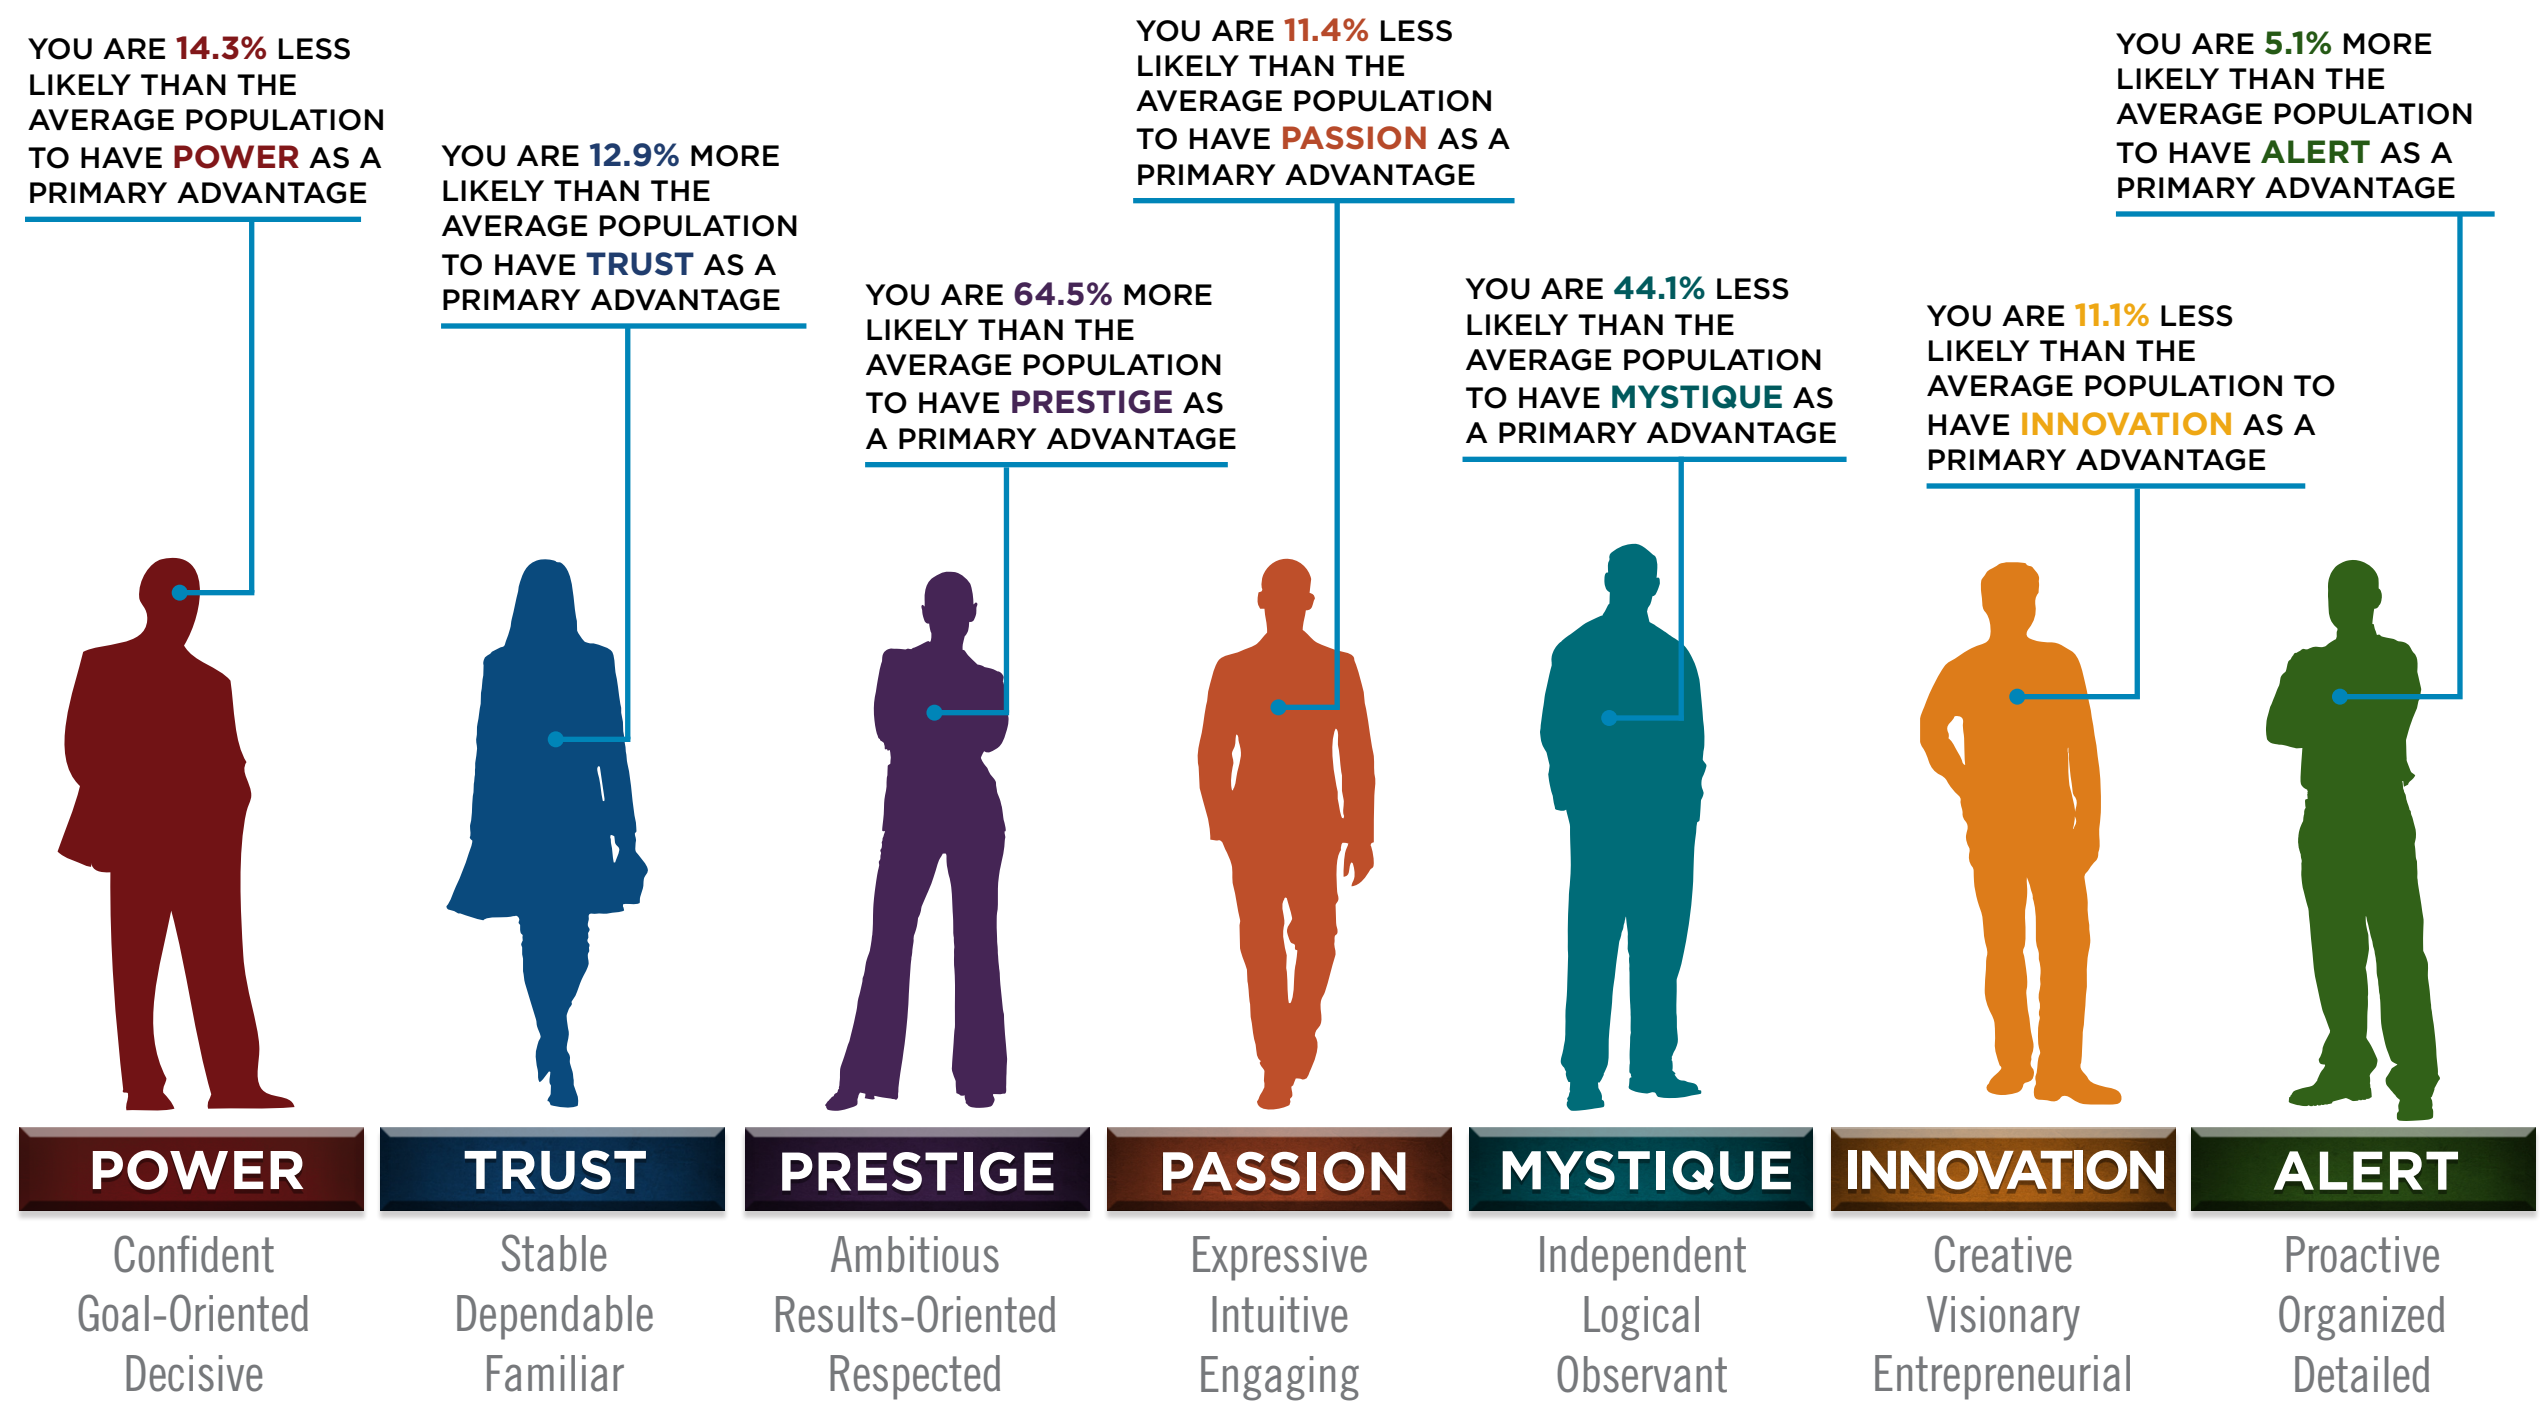 YOU ARE 14.3% LESS
LIKELY THAN THE
AVERAGE POPULATION
TO HAVE POWER AS A
PRIMARY ADVANTAGE
YOU ARE 12.9% MORE
LIKELY THAN THE
AVERAGE POPULATION
TO HAVE TRUST AS A
PRIMARY ADVANTAGE
YOU ARE 64.5% MORE
LIKELY THAN THE
AVERAGE POPULATION
TO HAVE PRESTIGE AS
A PRIMARY ADVANTAGE
YOU ARE 11.4% LESS
LIKELY THAN THE
AVERAGE POPULATION
TO HAVE PASSION AS A
PRIMARY ADVANTAGE
YOU ARE 44.1% LESS
LIKELY THAN THE
AVERAGE POPULATION
TO HAVE MYSTIQUE AS
A PRIMARY ADVANTAGE
YOU ARE 11.1% LESS
LIKELY THAN THE
AVERAGE POPULATION TO
HAVE INNOVATION AS A
PRIMARY ADVANTAGE
YOU ARE 5.1% MORE
LIKELY THAN THE
AVERAGE POPULATION
TO HAVE ALERT AS A
PRIMARY ADVANTAGE
POWER
Confident
Goal-Oriented
Decisive
TRUST
Stable
Dependable
Familiar
PRESTIGE
Ambitious
Results-Oriented
Respected
PASSION
Expressive
Intuitive
Engaging
MYSTIQUE
Independent
Logical
Observant
INNOVATION
Creative
Visionary
Entrepreneurial
ALERT
Proactive
Organized
Detailed